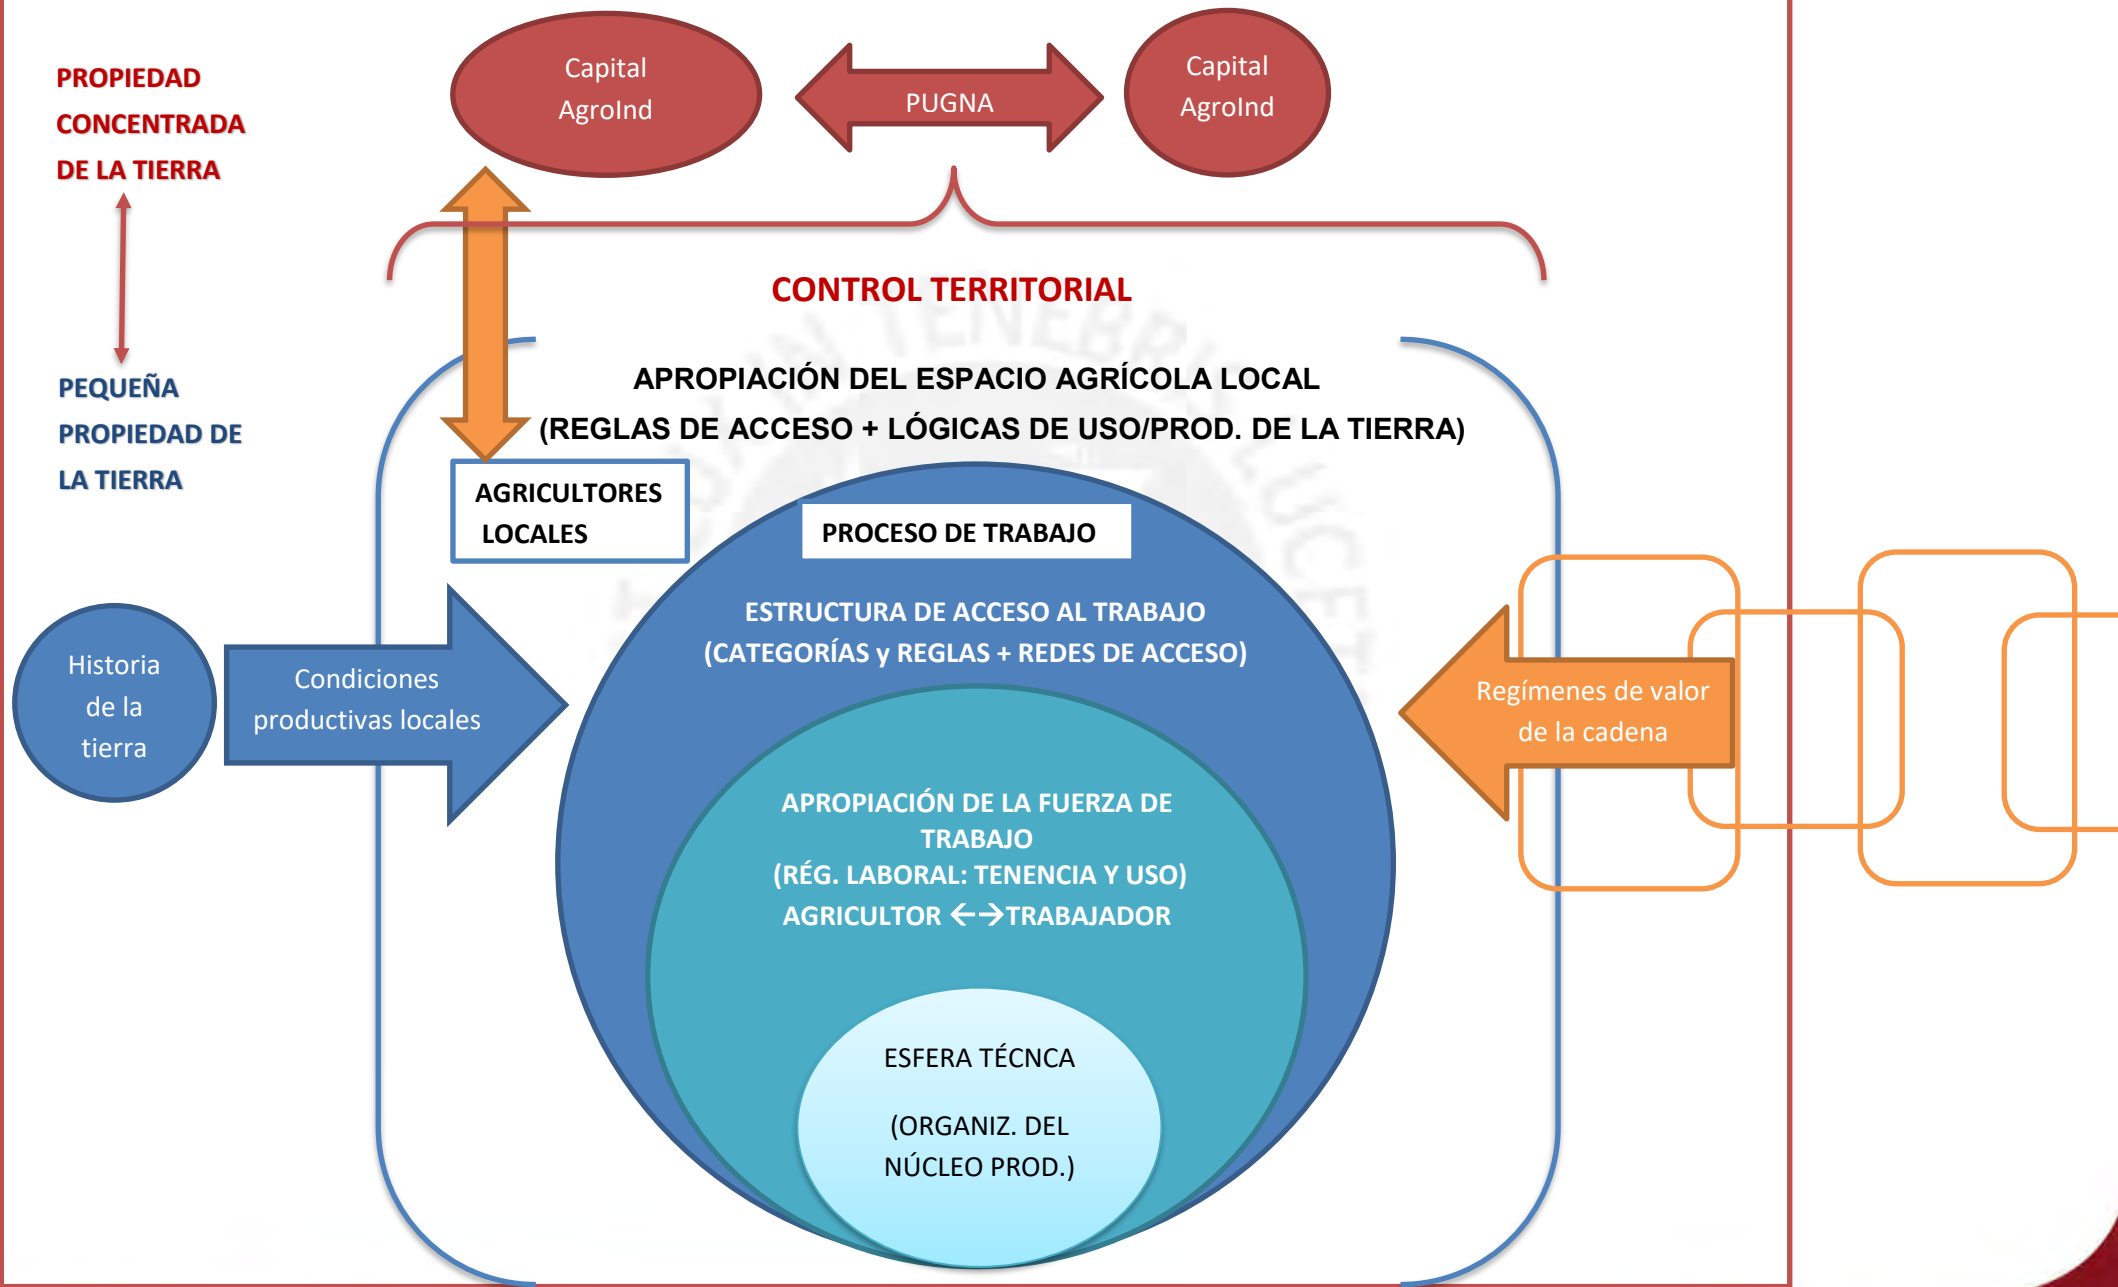 PROPIEDAD
CONCENTRADA
DE LA TIERRA
Capital
AgroInd
PUGNA
Capital
AgroInd
CONTROL TERRITORIAL
PEQUEÑA
PROPIEDAD DE
LA TIERRA
APROPIACIÓN DEL ESPACIO AGRÍCOLA LOCAL
(REGLAS DE ACCESO + LÓGICAS DE USO/PROD. DE LA TIERRA)
AGRICULTORES
LOCALES
PROCESO DE TRABAJO
ESTRUCTURA DE ACCESO AL TRABAJO
(CATEGORÍAS y REGLAS + REDES DE ACCESO)
Historia
de la
tierra
Condiciones
productivas locales
Regímenes de valor
de la cadena
APROPIACIÓN DE LA FUERZA DE
TRABAJO
(RÉG. LABORAL: TENENCIA Y USO)
AGRICULTOR ←→TRABAJADOR
ESFERA TÉCNCA
(ORGANIZ. DEL
NÚCLEO PROD.)